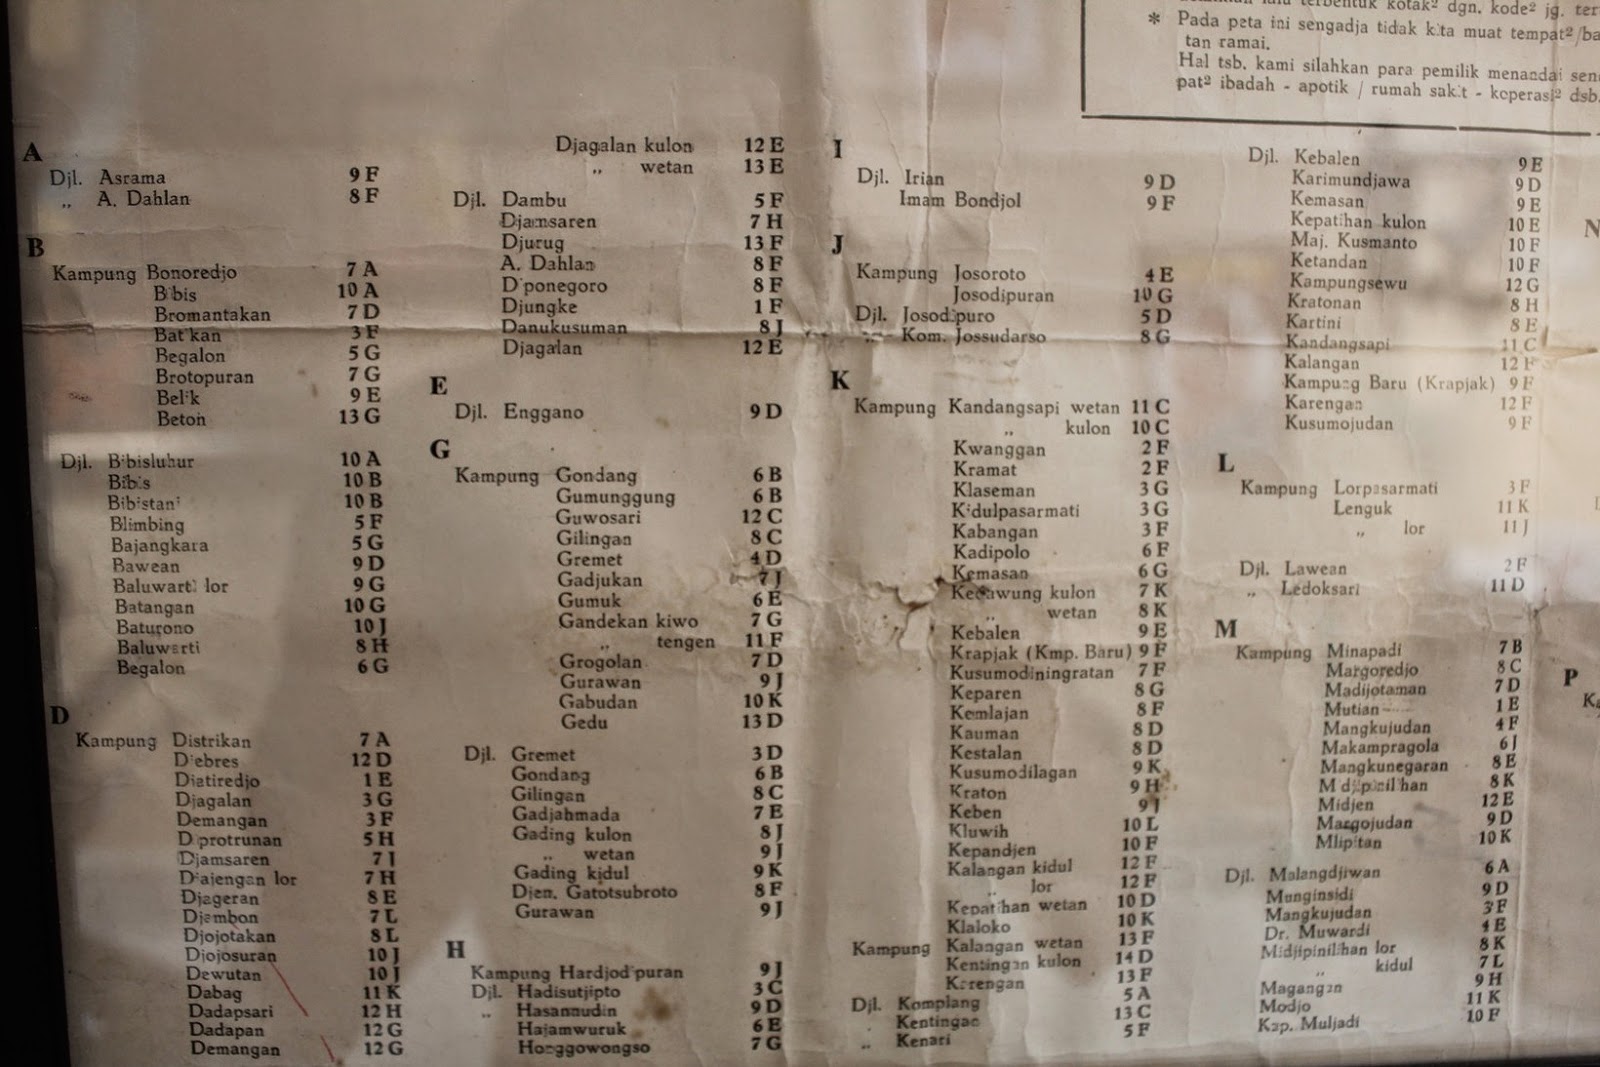 terbentuk kotak² dgn. kode² jg.
* Pada peta ini sengadja tidak kita muat tempat²/ba
tan ramai.
Hal tsb. kami silahkan para pemilik menandai
pat² ibadah - apotik / rumah sakit - koperasi² dsb.
A
Djl. Asrama 9 F
„ A. Dahlan 8 F
B
Kampung Bonoredjo 7 A
Bibis 10 A
Bromantakan 7 D
Batikan 3 F
Begalon 5 G
Brotopuran 7 G
Belik 9 E
Beton 13 G
Djl. Bibisluhur 10 A
Bibis 10 B
Bibistani 10 B
Blimbing 5 F
Bajangkara 5 G
Bawean 9 D
Baluwarti lor 9 G
Batangan 10 G
Baturono 10 J
Baluwarti 8 H
Begalon 6 G
D
Kampung Distrikan 7 A
Djebres 12 D
Djatiredjo 1 E
Djagalan 3 G
Demangan 3 F
Diprotrunan 5 H
Djamsaren 7 I
Djajengan lor 7 H
Djageran 8 E
Djambon 7 L
Djojotakan 8 L
Djojosuran 10 J
Dewutan 10 J
Dabag 11 K
Dadapsari 12 H
Dadapan 12 G
Demangan 12 G
Djagalan kulon 12 E
„ wetan 13 E
Djl. Dambu 5 F
Djamsaren 7 H
Djurug 13 F
A. Dahlan 8 F
Diponegoro 8 F
Djungke 1 F
Danukusuman 8 J
Djagalan 12 E
E
Djl. Enggano 9 D
G
Kampung Gondang 6 B
Gumunggung 6 B
Guwosari 12 C
Gilingan 8 C
Gremet 4 D
Gadjukan 7 J
Gumuk 6 E
Gandekan kiwo 7 G
„ tengen 11 F
Grogolan 7 D
Gurawan 9 J
Gabudan 10 K
Gedu 13 D
Djl. Gremet 3 D
Gondang 6 B
Gilingan 8 C
Gadjahmada 7 E
Gading kulon 8 J
„ wetan 9 J
Gading kidul 9 K
Djen. Gatotsubroto 8 F
Gurawan 9 J
H
Kampung Hardjodipuran 9 J
Djl. Hadisutjipto 3 C
„ Hasannudin 9 D
Hajamwuruk 6 E
Honggowongso 7 G
I
Djl. Irian 9 D
Imam Bondjol 9 F
J
Kampung Josoroto 4 E
Josodipuran 10 G
Djl. Josodipuro 5 D
„ Kom. Jossudarso 8 G
K
Kampung Kandangsapi wetan 11 C
„ kulon 10 C
Kwanggan 2 F
Kramat 2 F
Klaseman 3 G
Kidulpasarmati 3 G
Kabangan 3 F
Kadipolo 6 F
Kemasan 6 G
Kedawung kulon 7 K
„ wetan 8 K
Kebalen 9 E
Krapjak (Kmp. Baru) 9 F
Kusumodiningratan 7 F
Keparen 8 G
Kemlajan 8 F
Kauman 8 D
Kestalan 8 D
Kusumodilagan 9 K
Kraton 9 H
Keben 9 J
Kluwih 10 L
Kepandjen 10 F
Kalangan kidul 12 F
„ lor 12 F
Kepatihan wetan 10 D
Klaloko 10 K
Kampung Kalangan wetan 13 F
Kentingan kulon 14 D
Karengan 13 F
Djl. Komplang 5 A
Kentingan 13 C
„ Kenari 5 F
Djl. Kebalen 9 E
Karimundjawa 9 D
Kemasan 9 E
Kepatihan kulon 10 E
Maj. Kusmanto 10 F
Ketandan 10 F
Kampungsewu 12 G
Kratonan 8 H
Kartini 8 E
Kandangsapi 11 C
Kalangan 12 F
Kampung Baru (Krapjak) 9 F
Karengan 12 F
Kusumojudan 9 F
L
Kampung Lorpasarmati 3 F
Lenguk 11 K
„ lor 11 J
Djl. Lawean 2 F
„ Ledoksari 11 D
M
Kampung Minapadi 7 B
Margoredjo 8 C
Madijotaman 7 D
Mutian 1 E
Mangkujudan 4 F
Makampragola 6 J
Mangkunegaran 8 E
8 K
Midjen 12 E
Margojudan 9 D
Mlipitan 10 K
Djl. Malangdjiwan 6 A
Munginsidi 9 D
Mangkujudan 3 F
Dr. Muwardi 4 E
Midjipinilihan lor 8 K
„ kidul 7 L
Magangan 9 H
Modjo 11 K
Kap. Muljadi 10 F
N
P